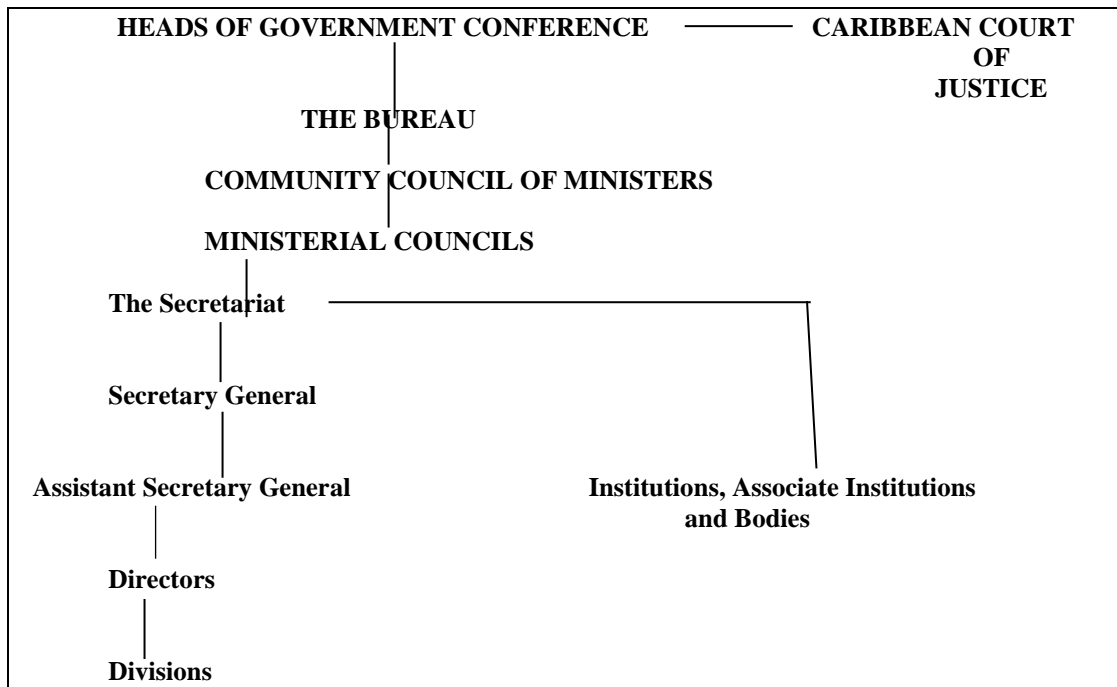 HEADS OF GOVERNMENT CONFERENCE
CARIBBEAN COURT
OF
JUSTICE
THE BUREAU
COMMUNITY COUNCIL OF MINISTERS
MINISTERIAL COUNCILS
The Secretariat
Secretary General
Assistant Secretary General
Institutions, Associate Institutions
and Bodies
Directors
Divisions